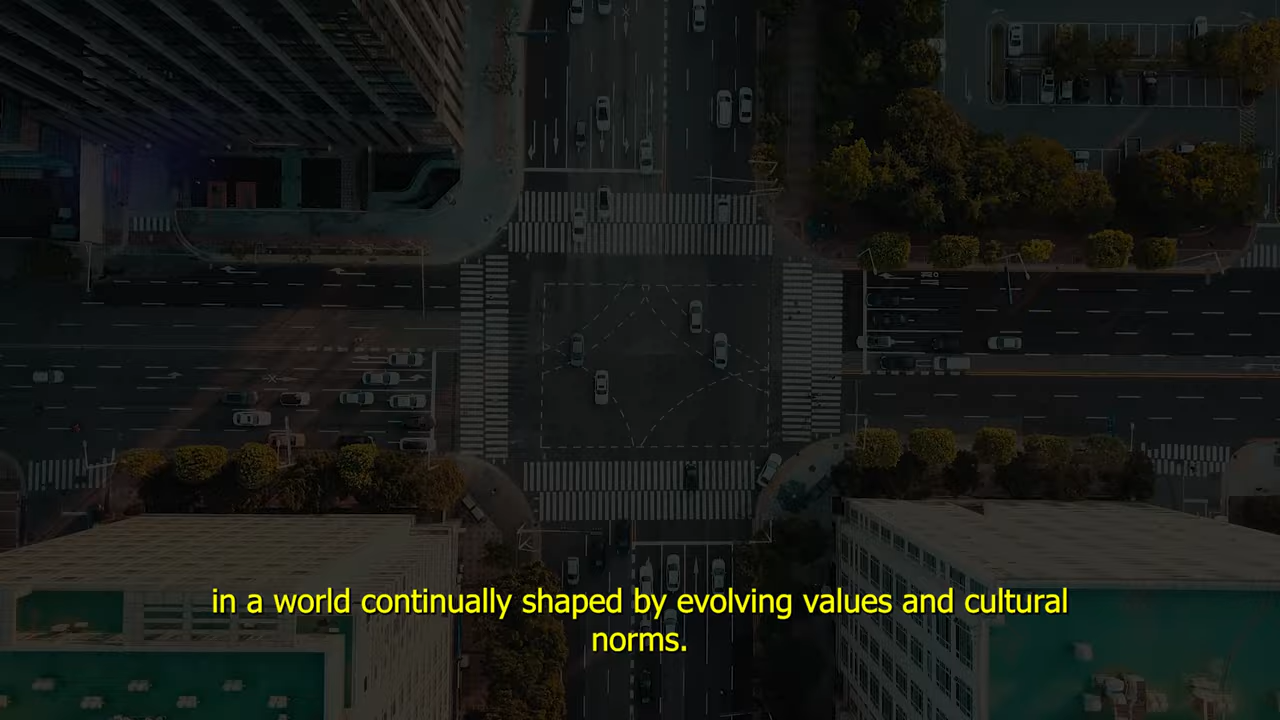 in a world continually shaped by evolving values and cultural
norms.